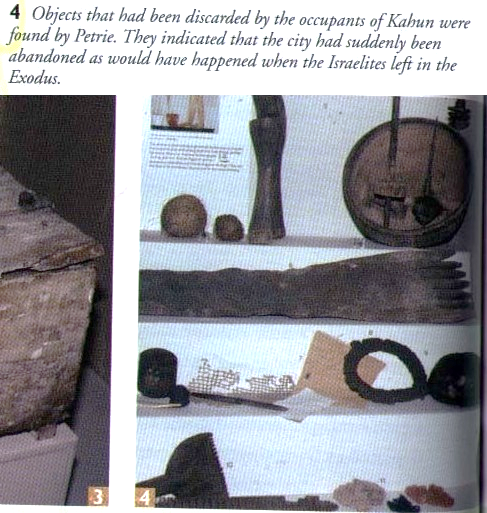 4 Objects that had been discarded by the occupants of Kahun were
found by Petrie. They indicated that the city had suddenly been
abandoned as would have happened when the Israelites left in the
Exodus.
3
4